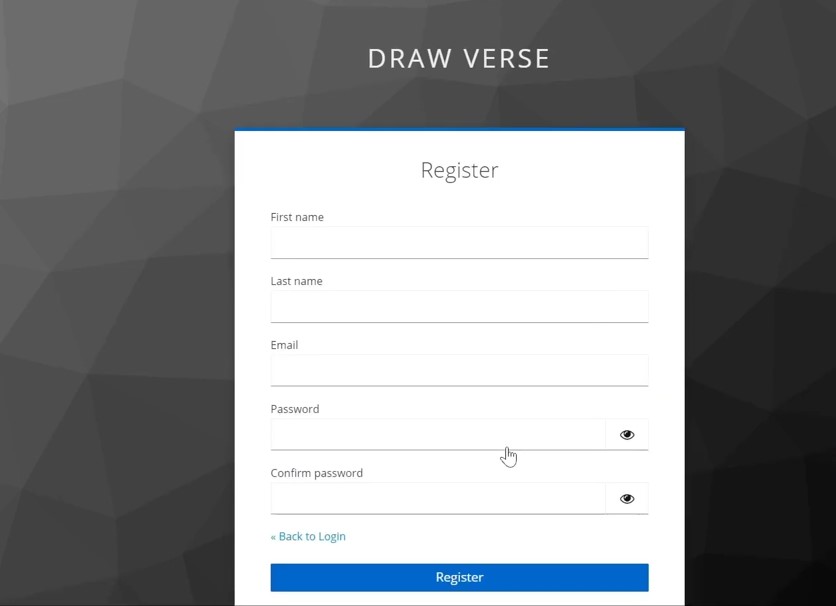 DRAW VERSE
Register
First name
Last name
Email
Password
Confirm password
« Back to Login
Register